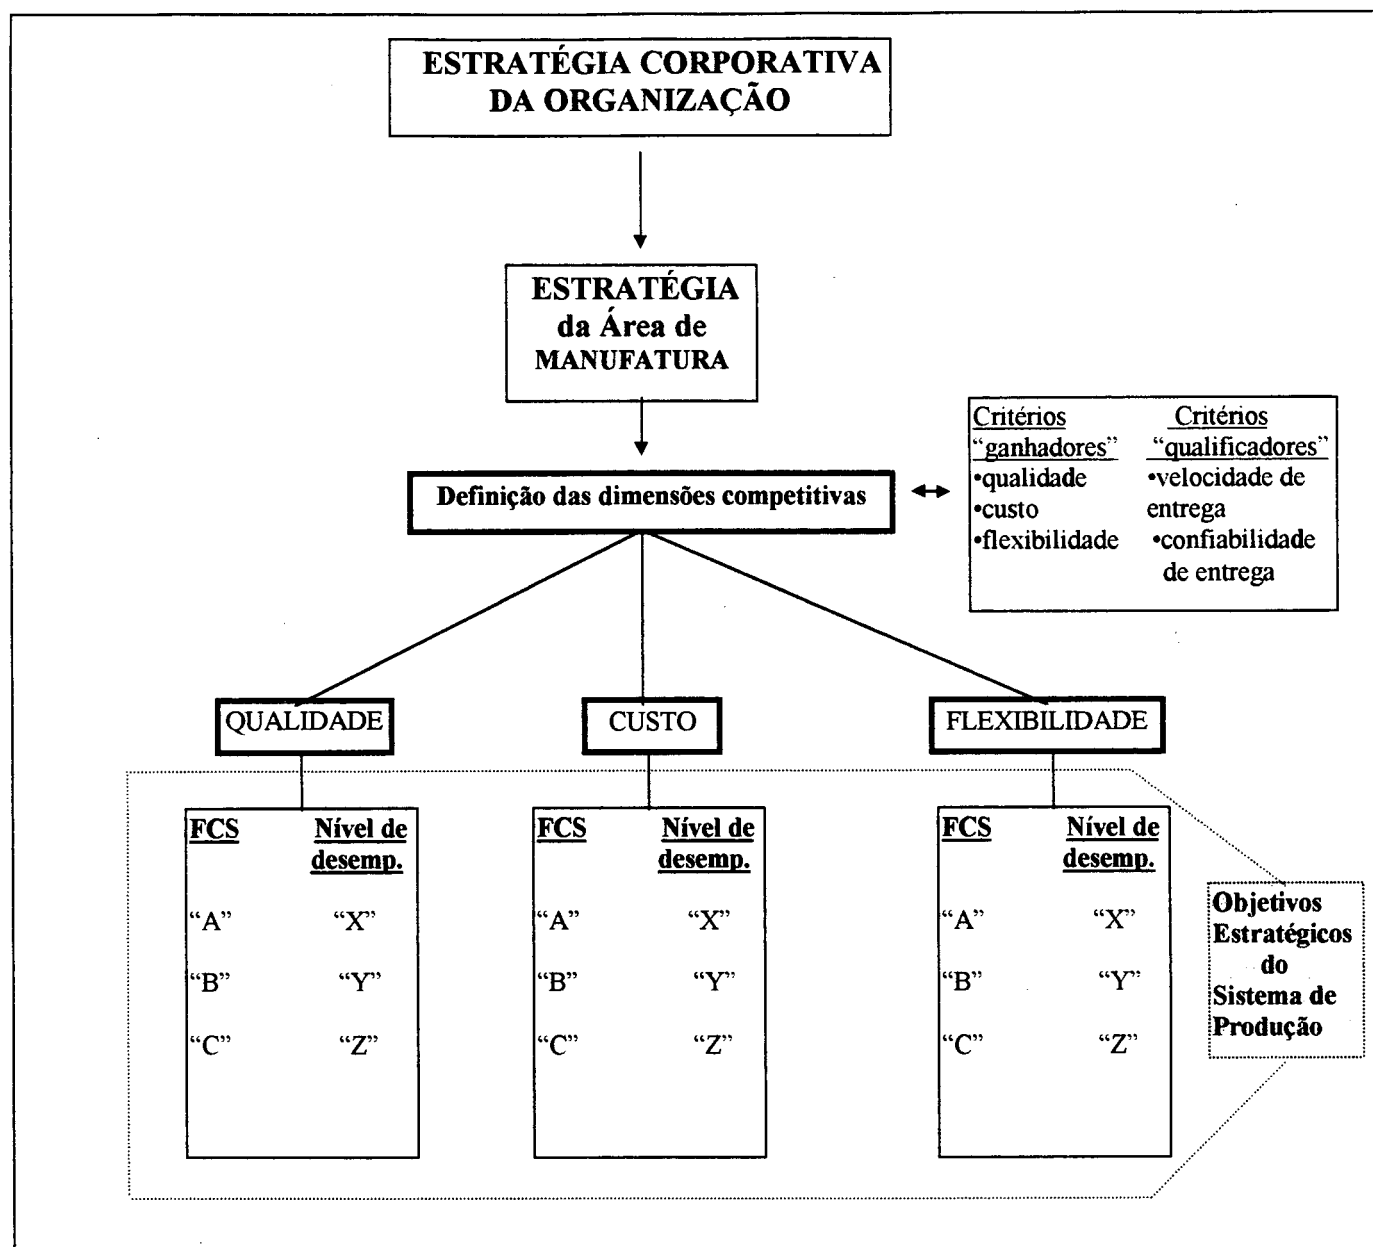 ESTRATÉGIA CORPORATIVA
DA ORGANIZAÇÃO
ESTRATÉGIA
da Área de
MANUFATURA
Critérios
“ganhadores”
•qualidade
•custo
•flexibilidade
Critérios
“qualificadores”
•velocidade de
entrega
•confiabilidade
de entrega
Definição das dimensões competitivas
QUALIDADE
CUSTO
FLEXIBILIDADE
FCS Nível de
desemp.
“A” “X”
“B” “Y”
“C” “Z”
FCS Nível de
desemp.
“A” “X”
“B” “Y”
“C” “Z”
FCS Nível de
desemp.
“A” “X”
“B” “Y”
“C” “Z”
Objetivos
Estratégicos
do
Sistema de
Produção